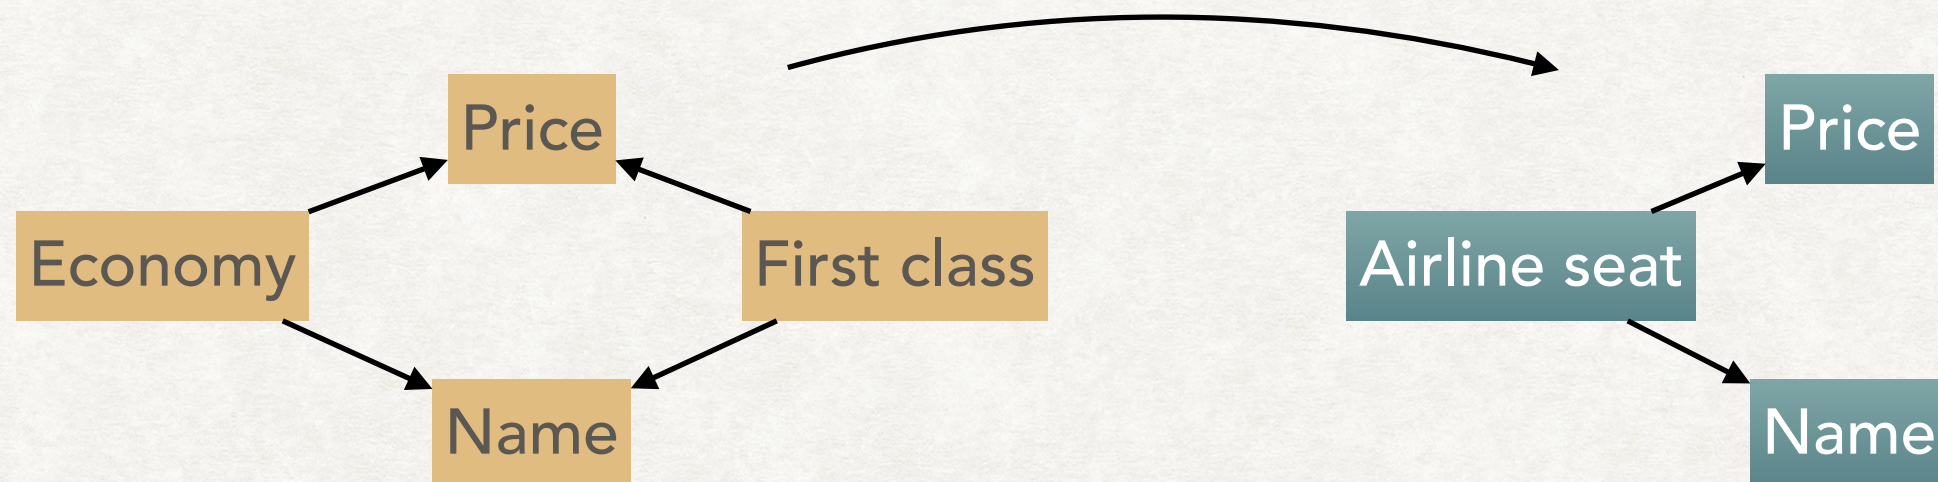 Price
Economy
First class
Name
Price
Airline seat
Name